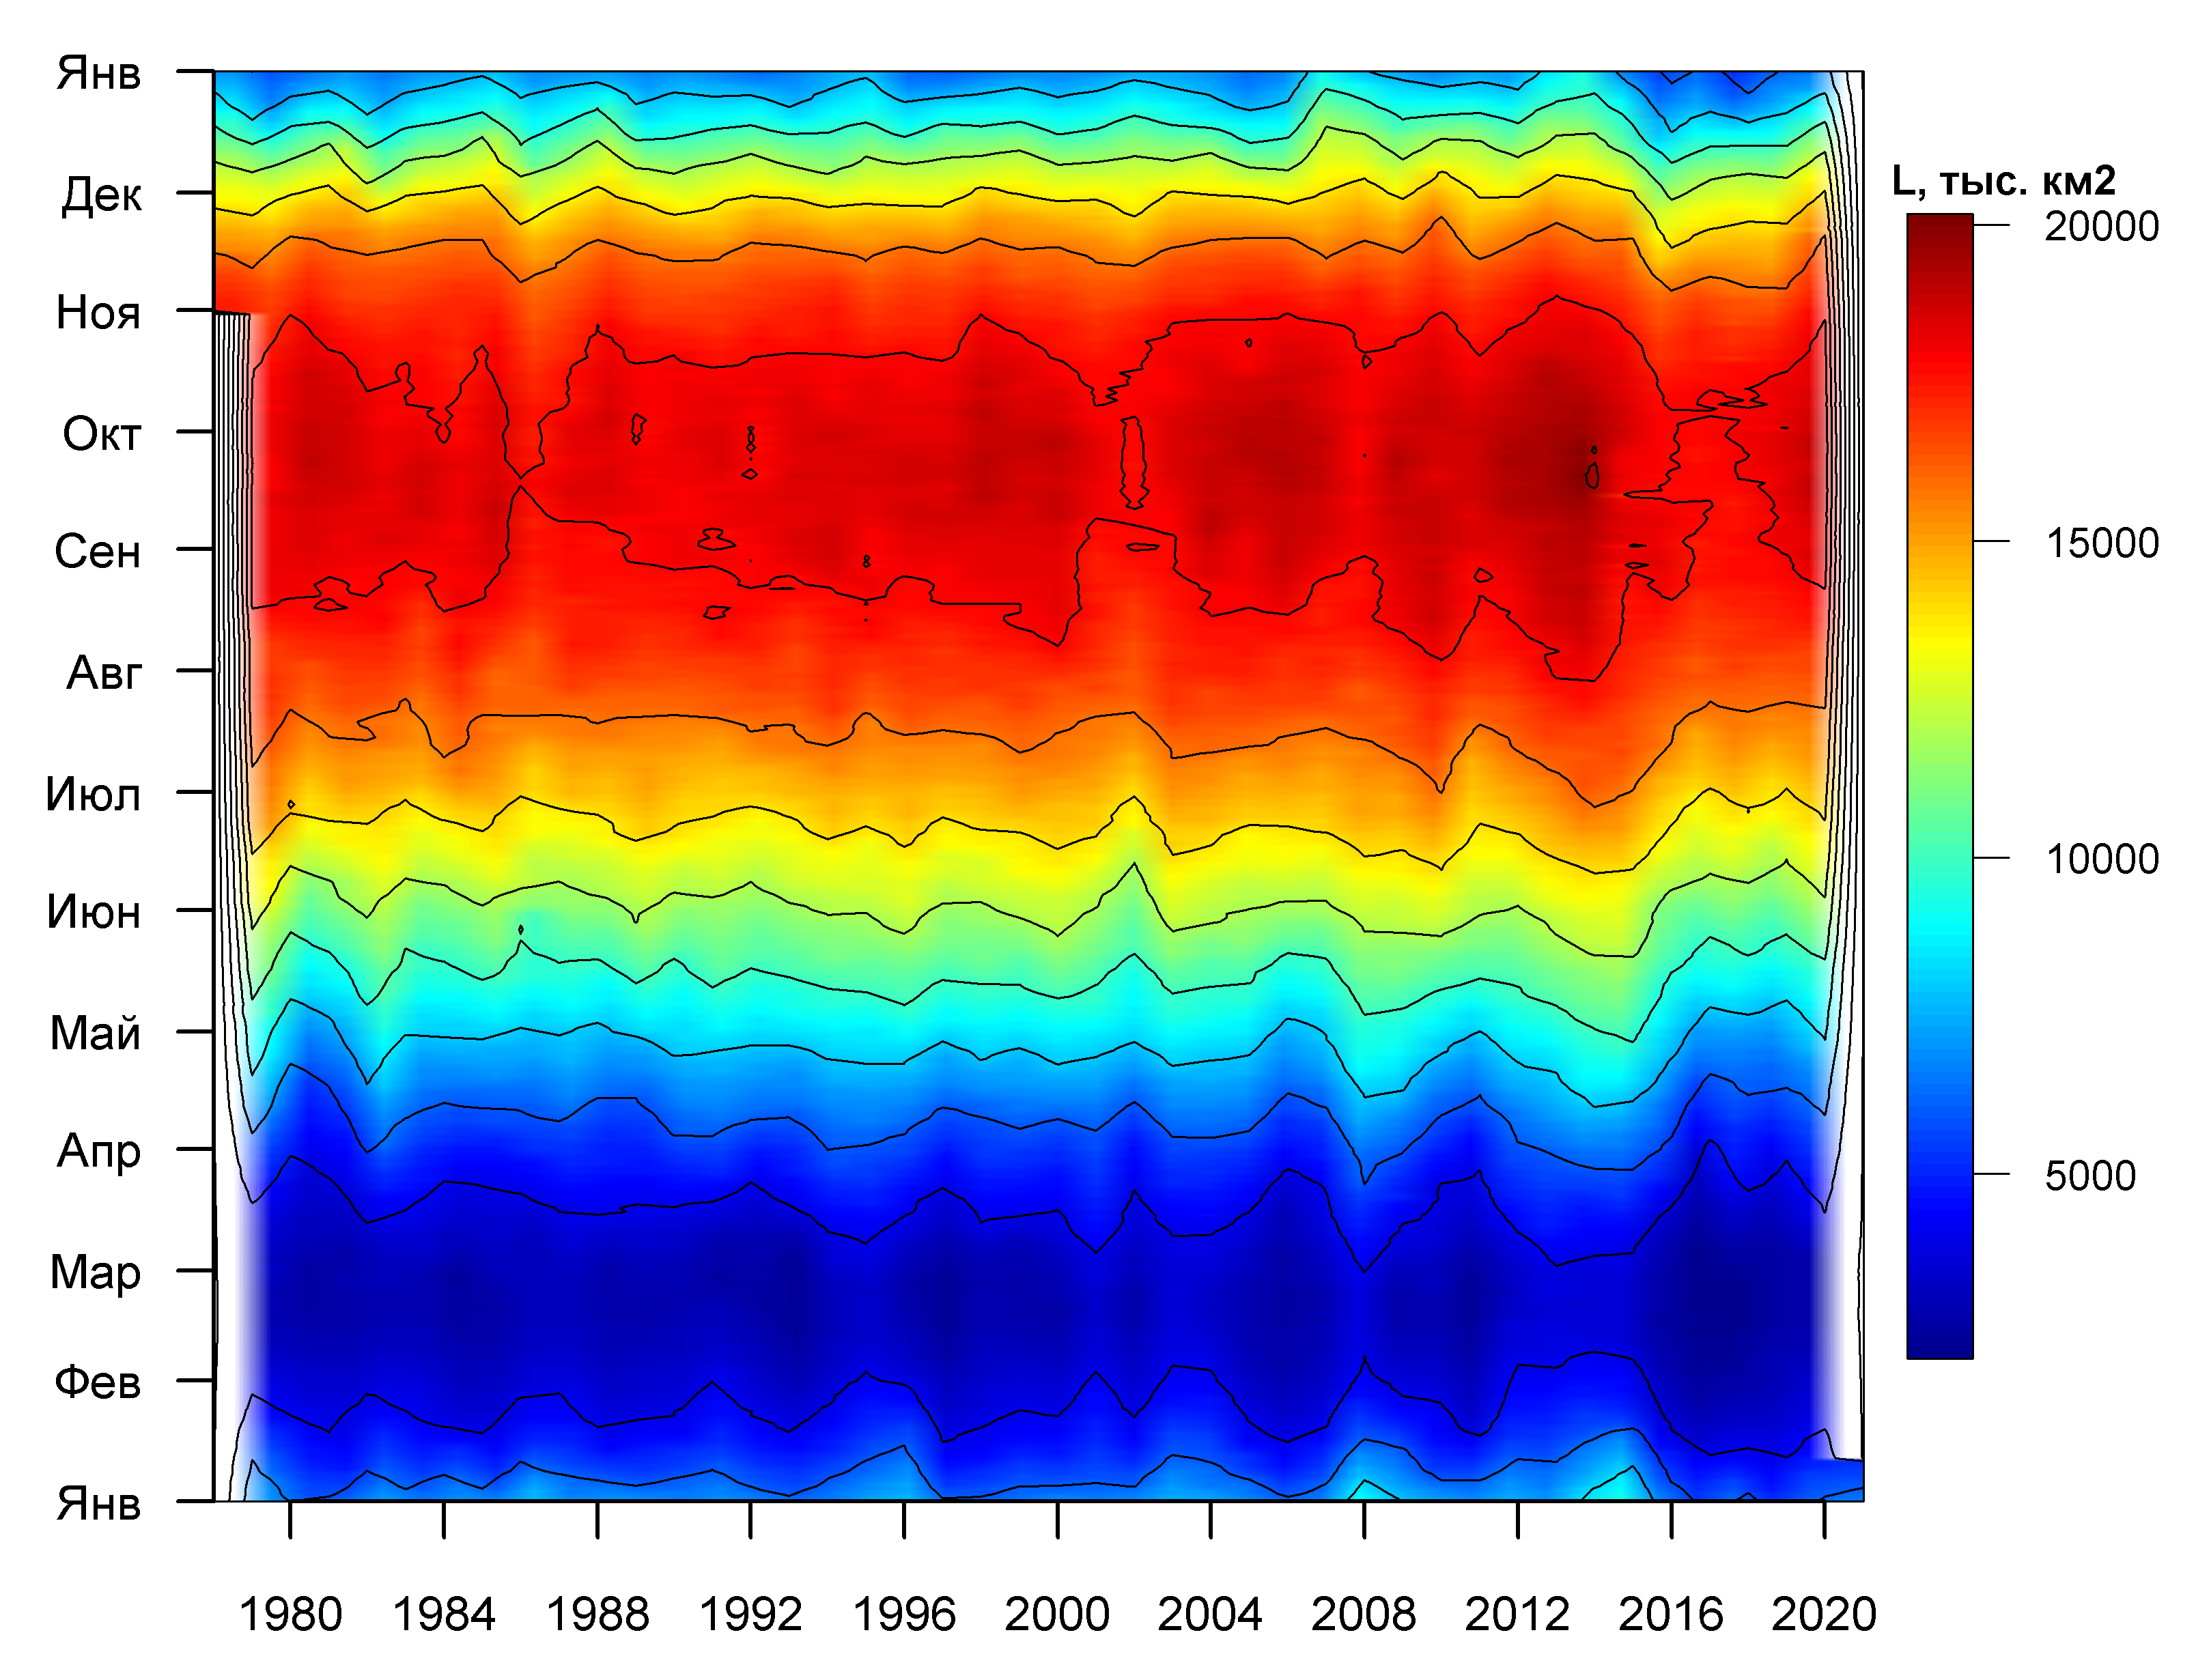 Янв
Дек
Ноя
Окт
Сен
Авг
Июл
Июн
Май
Апр
Мар
Фев
Янв
1980 1984 1988 1992 1996 2000 2004 2008 2012 2016 2020
L, тыс. км2
20000
15000
10000
5000